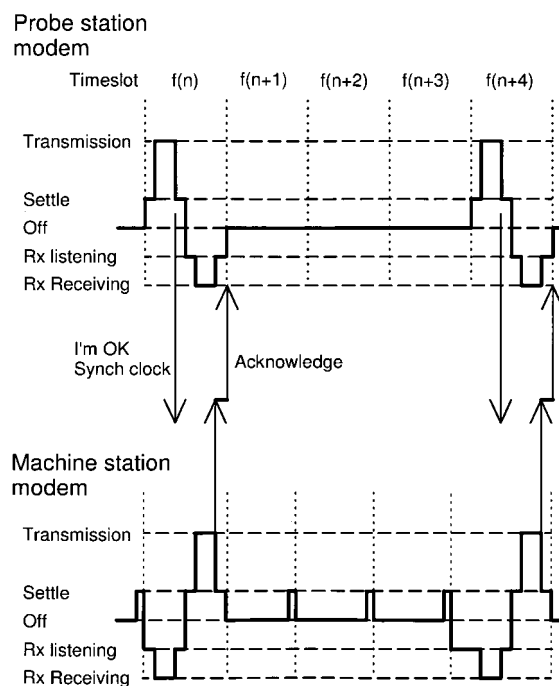 Probe station
modem
Timeslot f(n) f(n+1) f(n+2) f(n+3) f(n+4)
Transmission
Settle
Off
Rx listening
Rx Receiving
I'm OK
Synch clock
Acknowledge
Machine station
modem
Transmission
Settle
Off
Rx listening
Rx Receiving